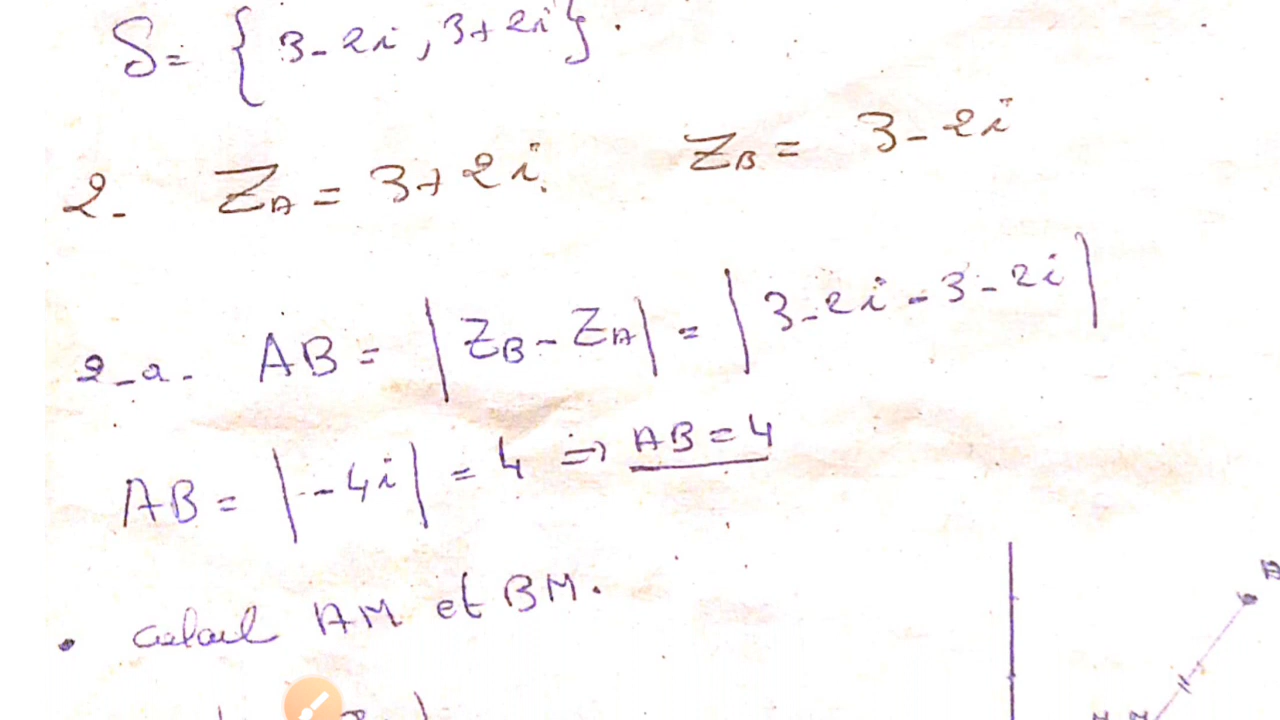 S = { 3 - 2i , 3 + 2i }.
2 - Z_A = 3 + 2i. Z_B = 3 - 2i
2-a. AB = | Z_B - Z_A | = | 3 - 2i - 3 - 2i |
AB = | - 4i | = 4 => AB = 4
• calcul AM et BM.